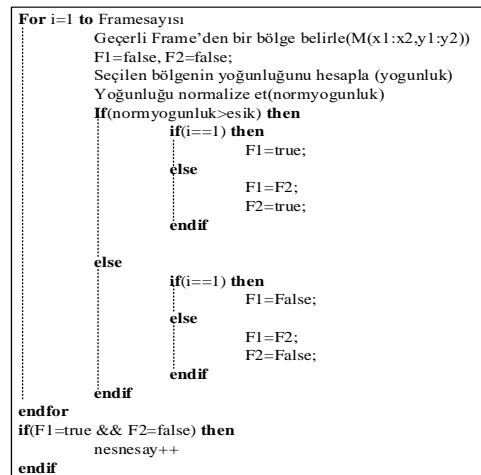 For i=1 to Framesayısı
Geçerli Frame'den bir bölge belirle(M(x1:x2,y1:y2))
F1=false, F2=false;
Seçilen bölgenin yoğunluğunu hesapla (yogunluk)
Yoğunluğu normalize et(normyogunluk)
If(normyogunluk>esik) then
if(i==1) then
F1=true;
else
F1=F2;
F2=true;
endif
else
if(i==1) then
F1=False;
else
F1=F2;
F2=False;
endif
endif
endfor
if(F1=true && F2=false) then
nesnesay++
endif